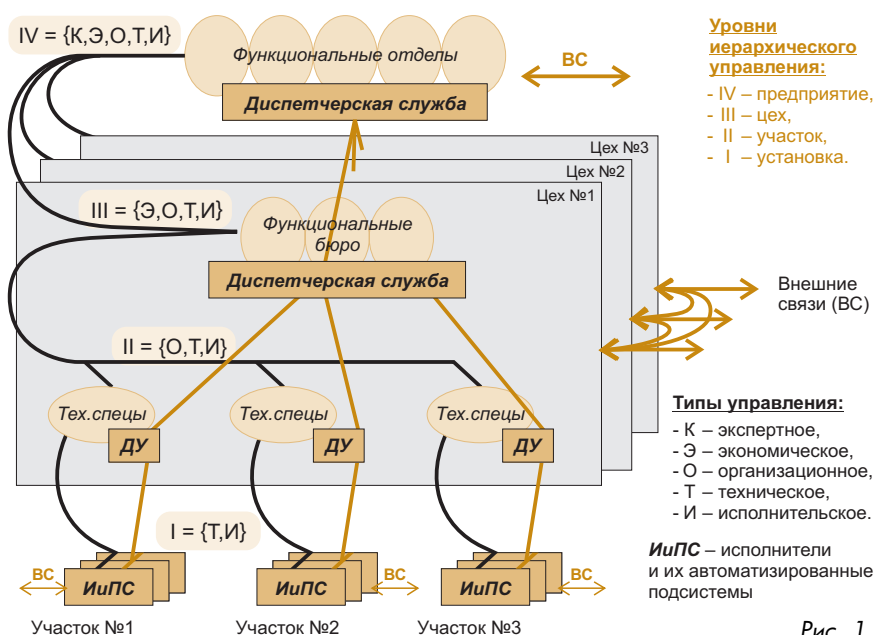 IV = {К,Э,О,Т,И}
Функциональные отделы
Диспетчерская служба
ВС
Уровни
иерархического
управления:
- IV – предприятие,
- III – цех,
- II – участок,
- I – установка.
Цех №3
Цех №2
Цех №1
III = {Э,О,Т,И}
Функциональные
бюро
Диспетчерская служба
Внешние
связи (ВС)
II = {О,Т,И}
Тех.спецы
ДУ
Тех.спецы
ДУ
Тех.спецы
ДУ
Типы управления:
- К – экспертное,
- Э – экономическое,
- О – организационное,
- Т – техническое,
- И – исполнительское.
I = {Т,И}
ВС
ИиПС
ИиПС
ВС
ИиПС
ВС
ИиПС – исполнители
и их автоматизированные
подсистемы
Участок №1
Участок №2
Участок №3
Рис. 1